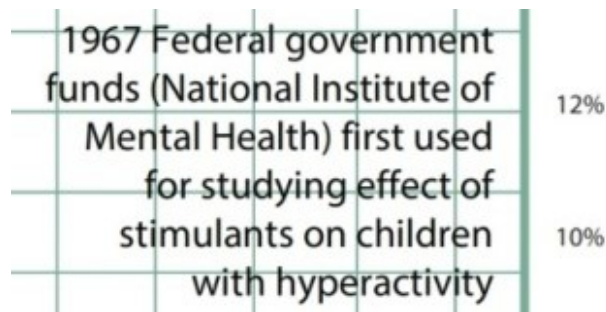 1967 Federal government
funds (National Institute of
12%
Mental Health) first used
for studying effect of
stimulants on children
10%
with hyperactivity